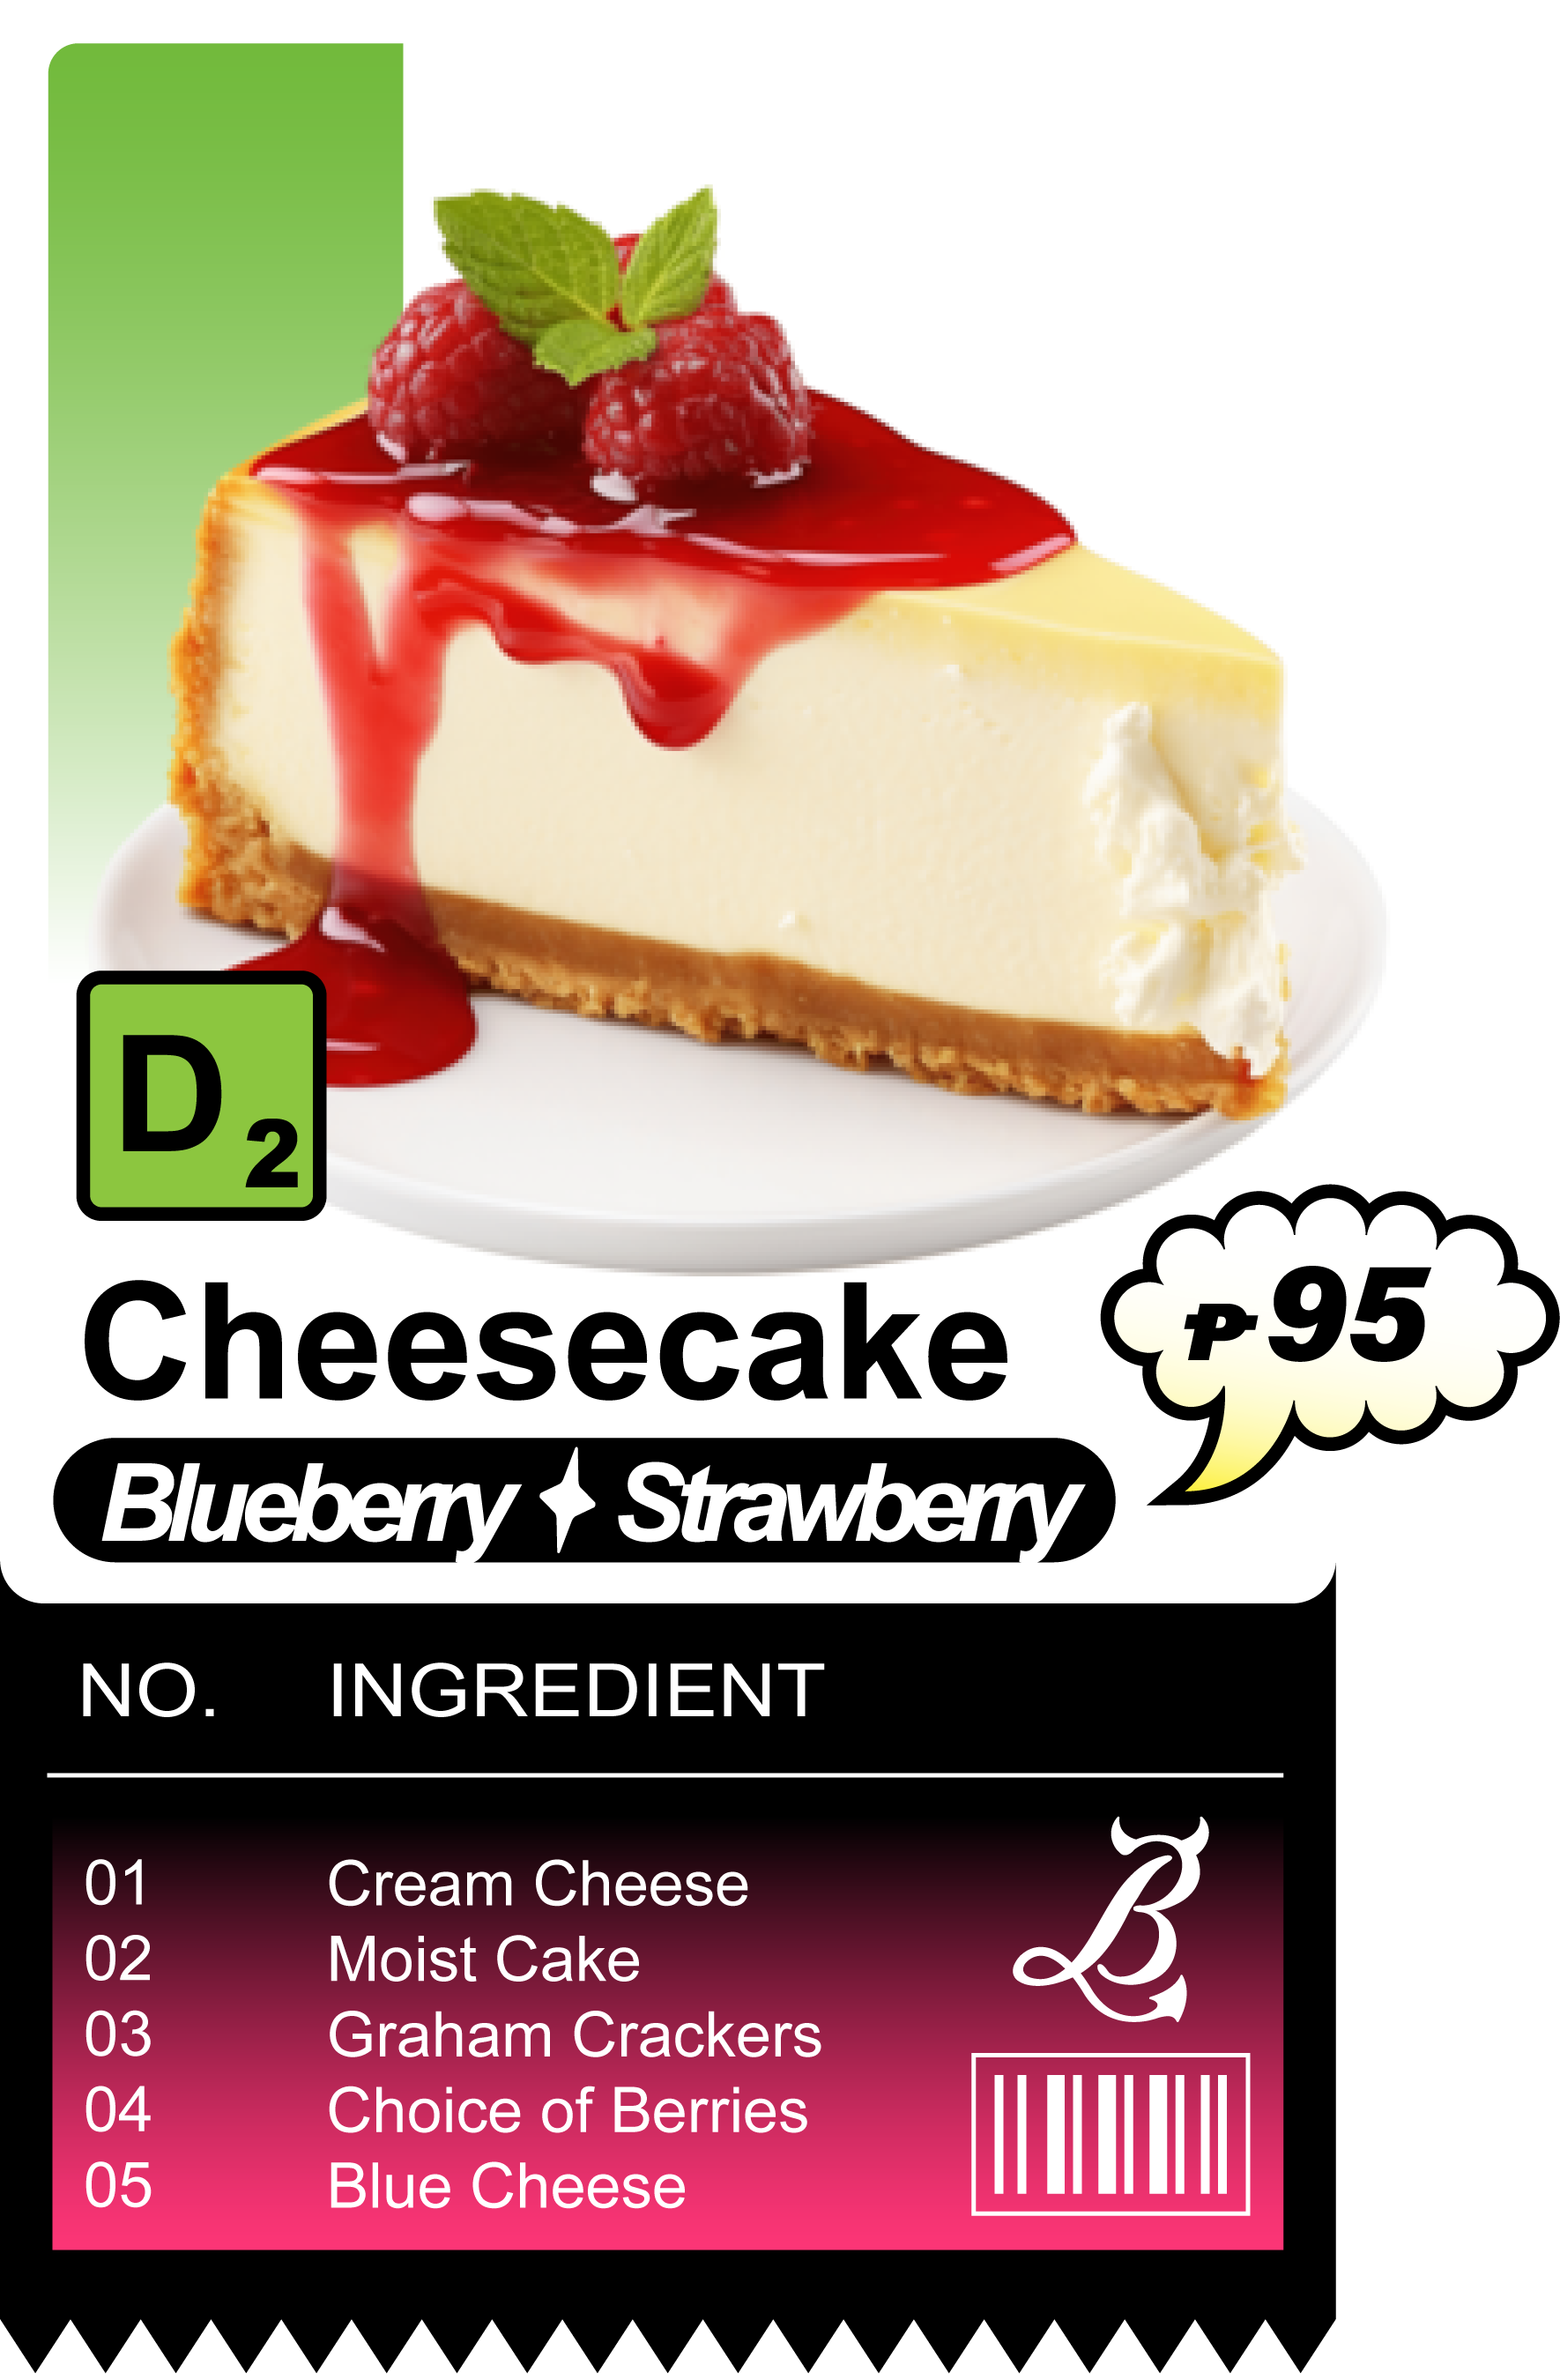 D2
Cheesecake
₱95
Blueberry Strawberry
NO. INGREDIENT
01 Cream Cheese
02 Moist Cake
03 Graham Crackers
04 Choice of Berries
05 Blue Cheese
B